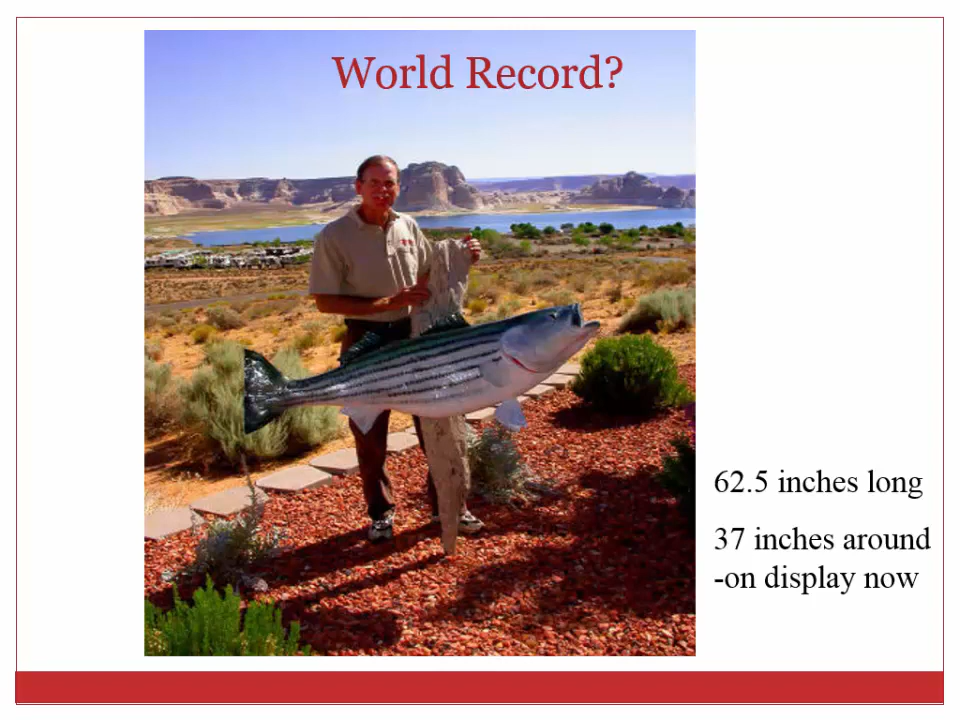 World Record?
62.5 inches long
37 inches around
-on display now